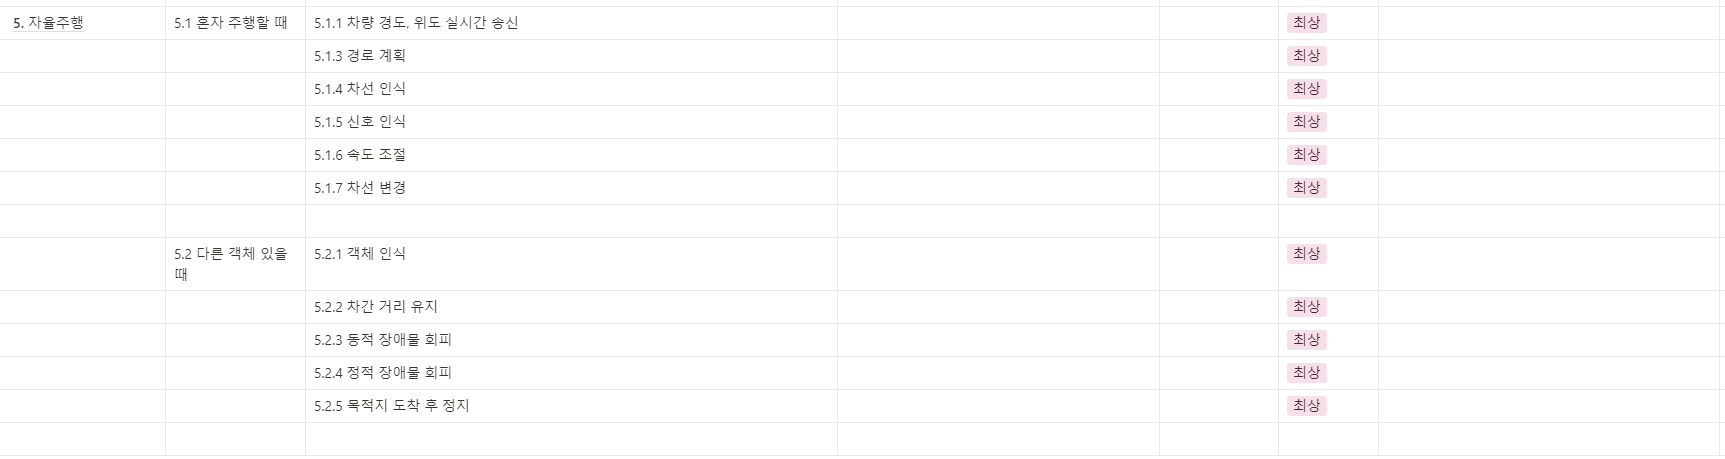 5. 자율주행 5.1 혼자 주행할 때 5.1.1 차량 경도, 위도 실시간 송신 최상
5.1.3 경로 계획 최상
5.1.4 차선 인식 최상
5.1.5 신호 인식 최상
5.1.6 속도 조절 최상
5.1.7 차선 변경 최상
5.2 다른 객체 있을 때 5.2.1 객체 인식 최상
5.2.2 차간 거리 유지 최상
5.2.3 동적 장애물 회피 최상
5.2.4 정적 장애물 회피 최상
5.2.5 목적지 도착 후 정지 최상